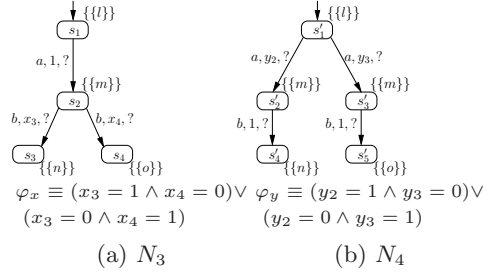 {{l}} {{l}}
s1 s′1
a, 1, ? a, y2, ? a, y3, ?
{{m}} {{m}} {{m}}
s2 s′2 s′3
b, x3, ? b, x4, ? b, 1, ? b, 1, ?
s3 s4 s′4 s′5
{{n}} {{o}} {{n}} {{o}}
φx ≡ (x3 = 1 ∧ x4 = 0)∨ φy ≡ (y2 = 1 ∧ y3 = 0)∨
(x3 = 0 ∧ x4 = 1) (y2 = 0 ∧ y3 = 1)
(a) N3 (b) N4